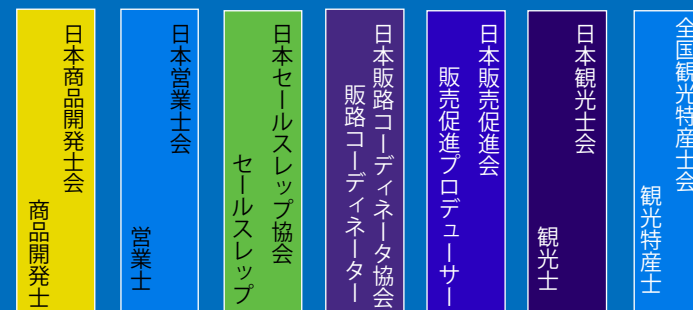 日本商品開発士会
商品開発士
日本営業士会
営業士
日本セールスレップ協会
セールスレップ
日本販路コーディネータ協会
販路コーディネーター
日本販売促進会
販売促進プロデューサー
日本観光士会
観光士
全国観光特産士会
観光特産士